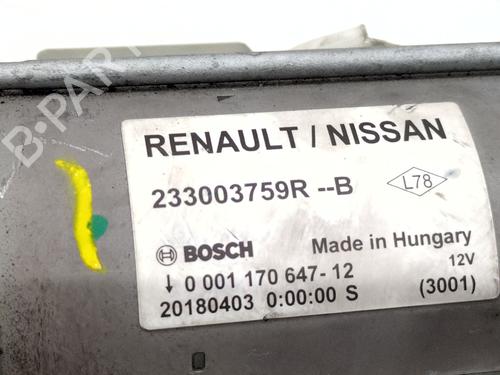 RENAULT / NISSAN
233003759R --B
L78
BOSCH
Made in Hungary
↓ 0 001 170 647-12
12V
20180403 0:00:00 S
(3001)
B-PARTS